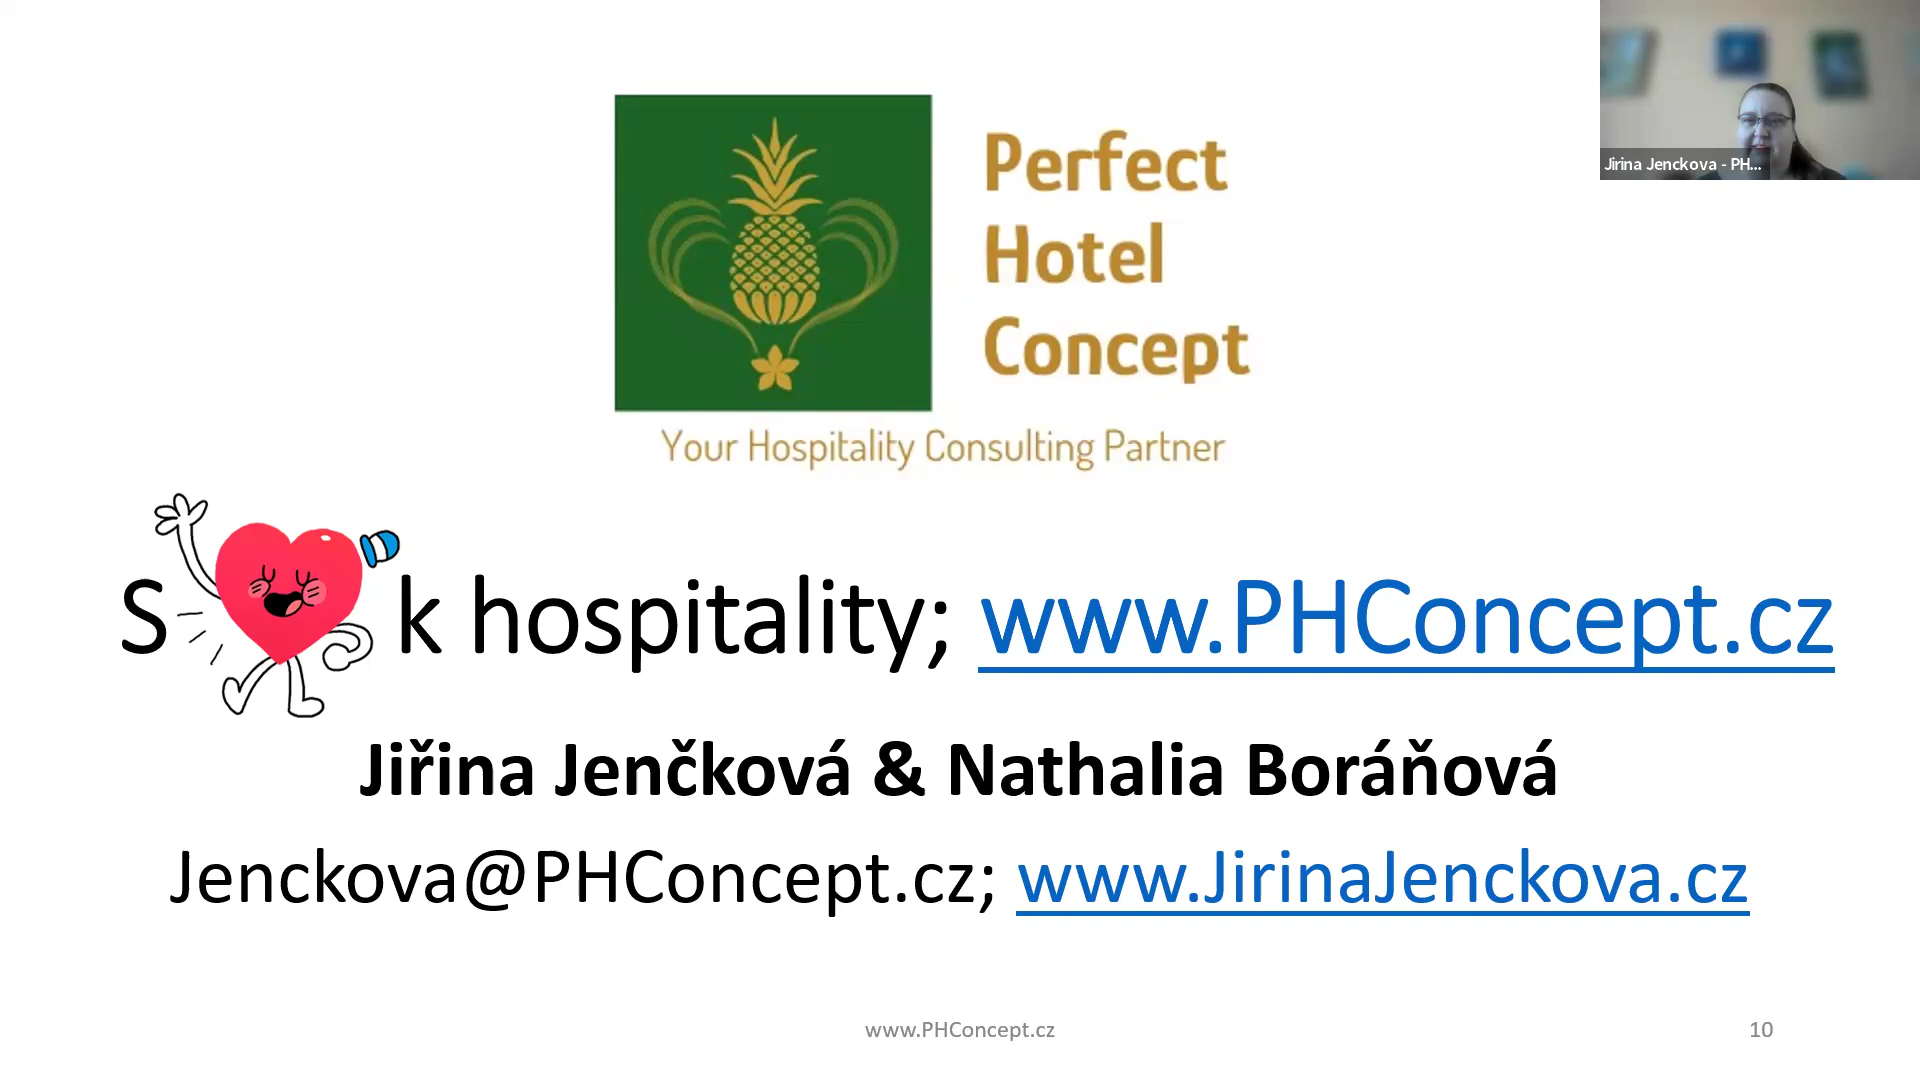 Jirina Jenckova - PH...
Perfect
Hotel
Concept
Your Hospitality Consulting Partner
S k hospitality; www.PHConcept.cz
Jiřina Jenčková & Nathalia Boráňová
Jenckova@PHConcept.cz; www.JirinaJenckova.cz
www.PHConcept.cz
10